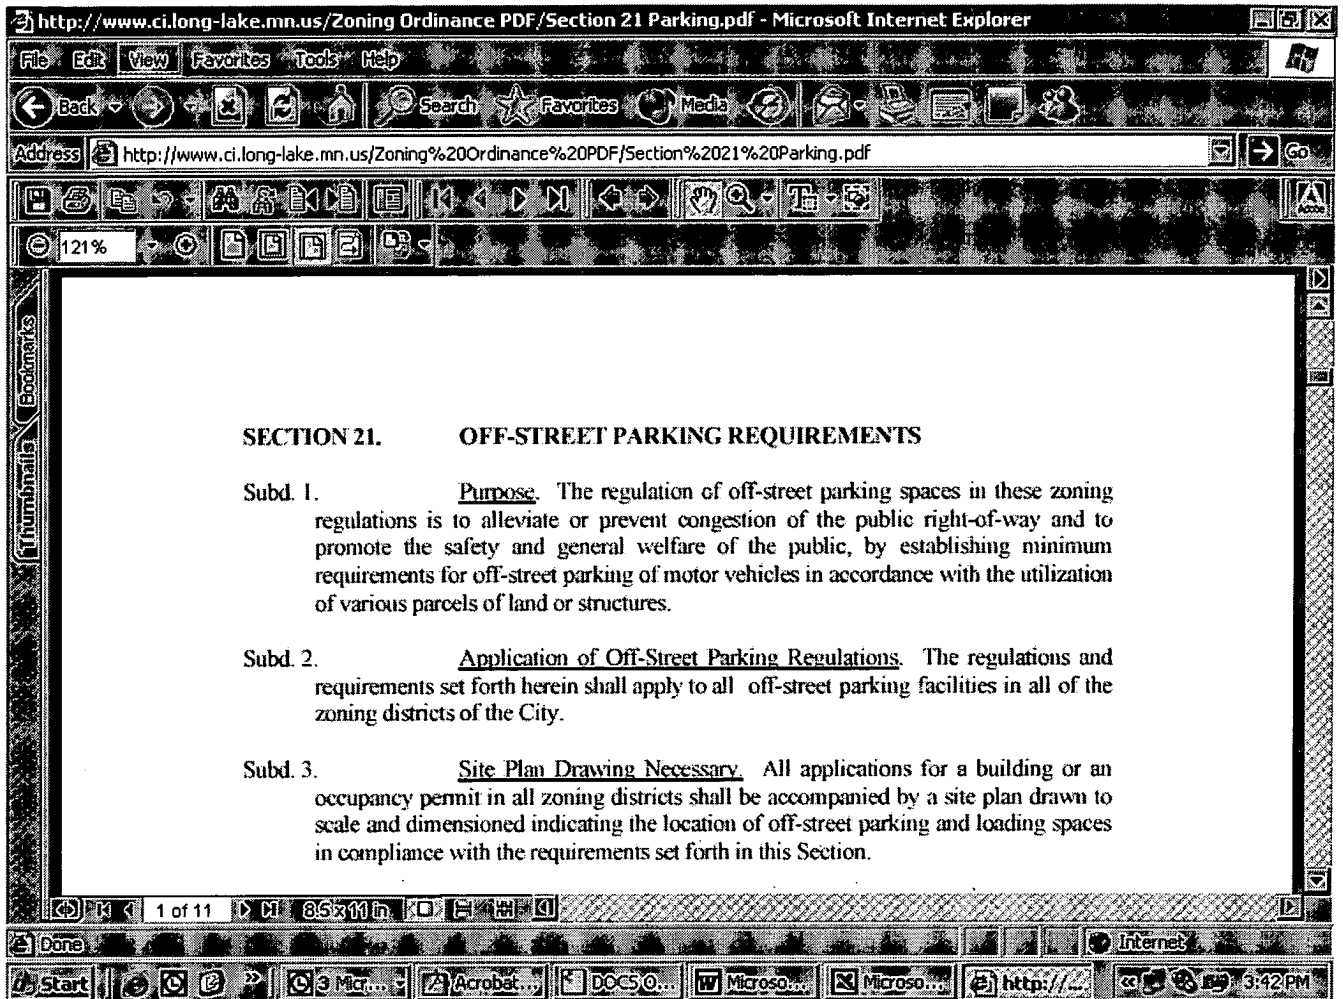 http://www.ci.long-lake.mn.us/Zoning Ordinance PDF/Section 21 Parking.pdf - Microsoft Internet Explorer
File Edit View Favorites Tools Help
Back Search Favorites Media
Address http://www.ci.long-lake.mn.us/Zoning%20Ordinance%20PDF/Section%2021%20Parking.pdf Go
Adobe
121%
Bookmarks
Thumbnails
SECTION 21. OFF-STREET PARKING REQUIREMENTS
Subd. 1. Purpose. The regulation of off-street parking spaces in these zoning
regulations is to alleviate or prevent congestion of the public right-of-way and to
promote the safety and general welfare of the public, by establishing minimum
requirements for off-street parking of motor vehicles in accordance with the utilization
of various parcels of land or structures.
Subd. 2. Application of Off-Street Parking Regulations. The regulations and
requirements set forth herein shall apply to all off-street parking facilities in all of the
zoning districts of the City.
Subd. 3. Site Plan Drawing Necessary. All applications for a building or an
occupancy permit in all zoning districts shall be accompanied by a site plan drawn to
scale and dimensioned indicating the location of off-street parking and loading spaces
in compliance with the requirements set forth in this Section.
1 of 11 8.5 x 11 in
Done Internet
Start 3 Micr... Acrobat... DOCS O... Microso... Microso... http://... 3:42 PM